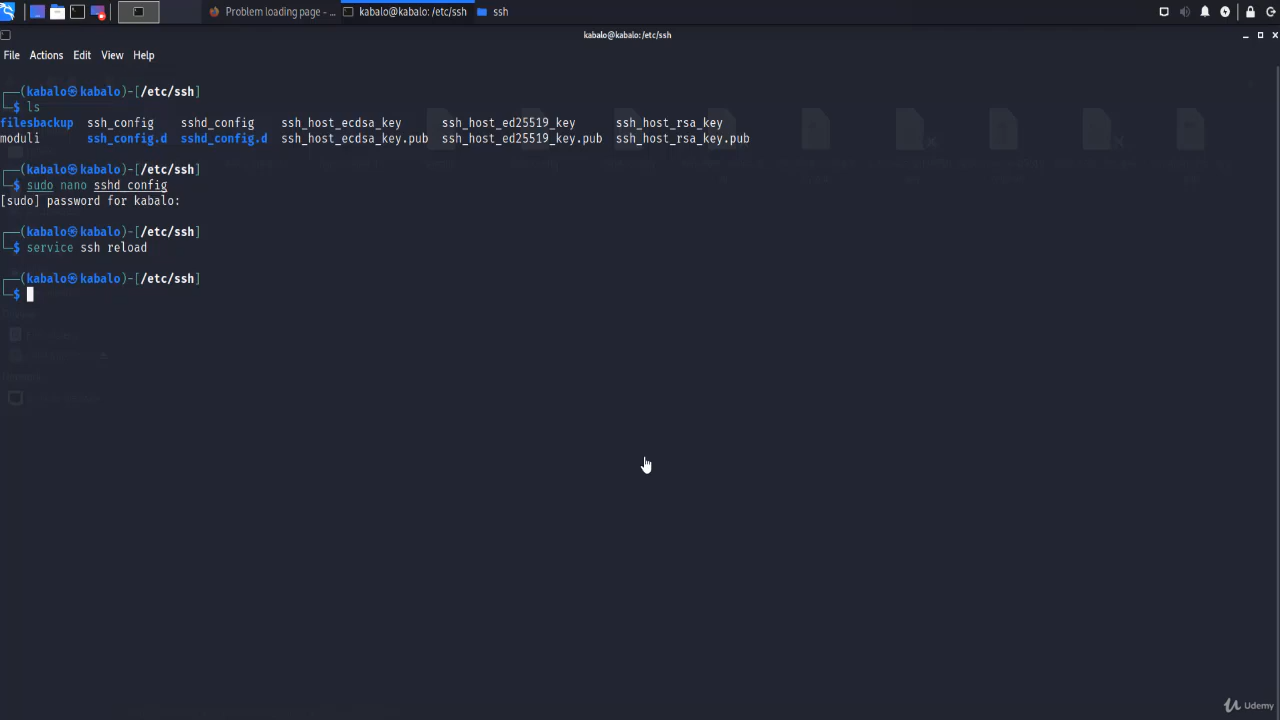 Problem loading page - ...
kabalo@kabalo: /etc/ssh
ssh
kabalo@kabalo: /etc/ssh
File Actions Edit View Help
┌──(kabalo㉿kabalo)-[/etc/ssh]
└─$ ls
filesbackup ssh_config sshd_config ssh_host_ecdsa_key ssh_host_ed25519_key ssh_host_rsa_key
moduli ssh_config.d sshd_config.d ssh_host_ecdsa_key.pub ssh_host_ed25519_key.pub ssh_host_rsa_key.pub
┌──(kabalo㉿kabalo)-[/etc/ssh]
└─$ sudo nano sshd_config
[sudo] password for kabalo:
┌──(kabalo㉿kabalo)-[/etc/ssh]
└─$ service ssh reload
┌──(kabalo㉿kabalo)-[/etc/ssh]
└─$
Udemy